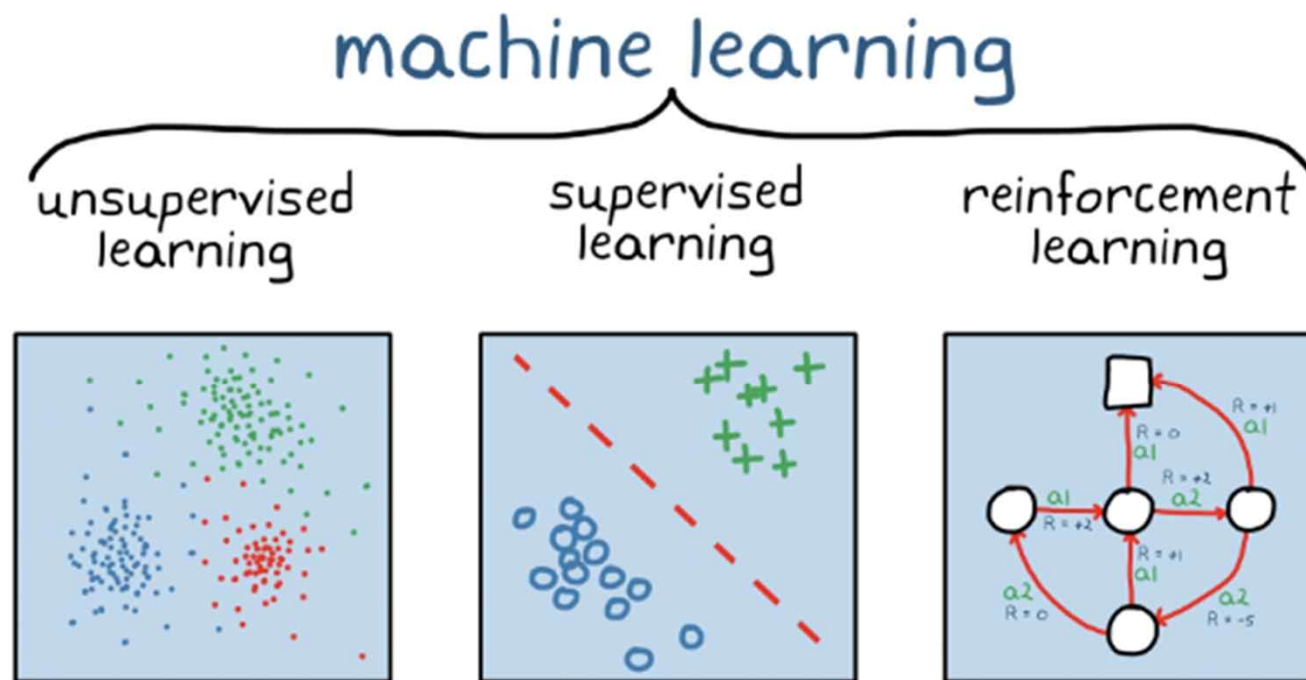 machine learning
unsupervised
learning
supervised
learning
reinforcement
learning
R = +1
a1
R = 0
a1
R = +2
a1
a2
R = +2
R = +1
a1
a2
R = 0
a2
R = -5